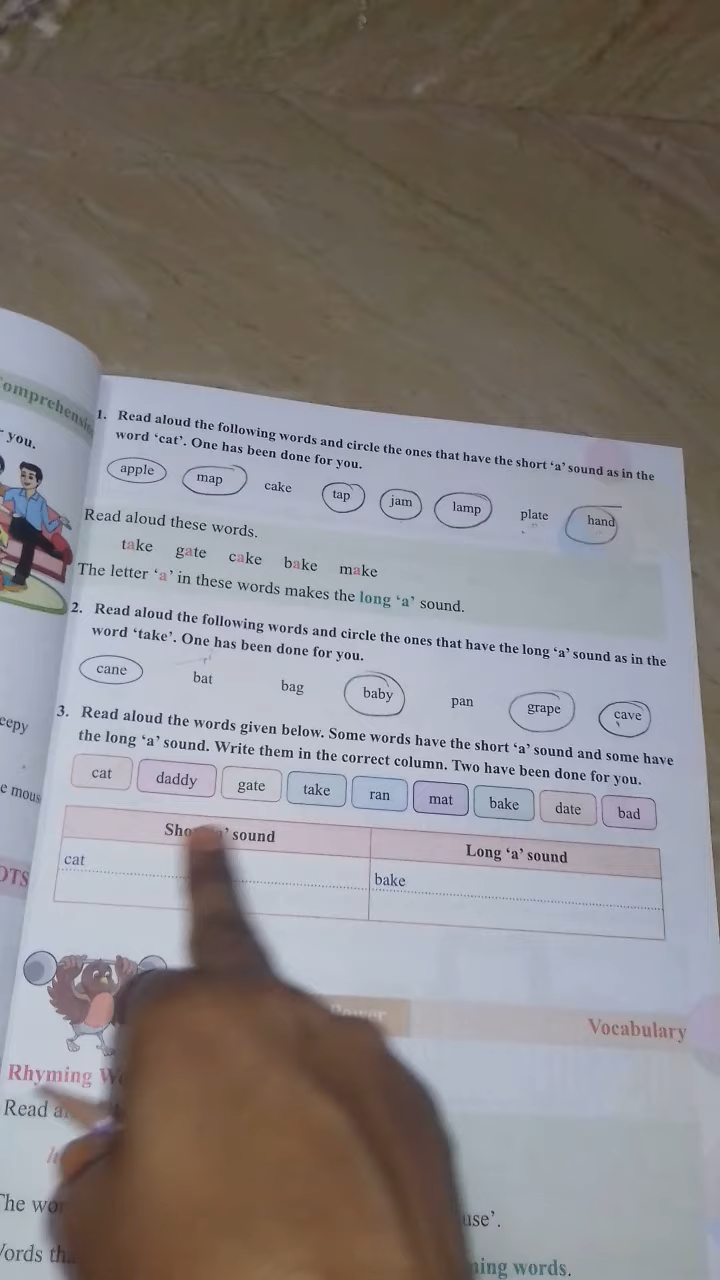 omprehensi
you.
1. Read aloud the following words and circle the ones that have the short ‘a’ sound as in the
word ‘cat’. One has been done for you.
apple map cake tap jam lamp plate hand
Read aloud these words.
take gate cake bake make
The letter ‘a’ in these words makes the long ‘a’ sound.
2. Read aloud the following words and circle the ones that have the long ‘a’ sound as in the
word ‘take’. One has been done for you.
cane bat bag baby pan grape cave
eepy
3. Read aloud the words given below. Some words have the short ‘a’ sound and some have
the long ‘a’ sound. Write them in the correct column. Two have been done for you.
e mous
cat daddy gate take ran mat bake date bad
OTS
Sho ’ sound Long ‘a’ sound
cat bake
Power
Vocabulary
Rhyming W
Read a
The wo use’.
Words th ing words.